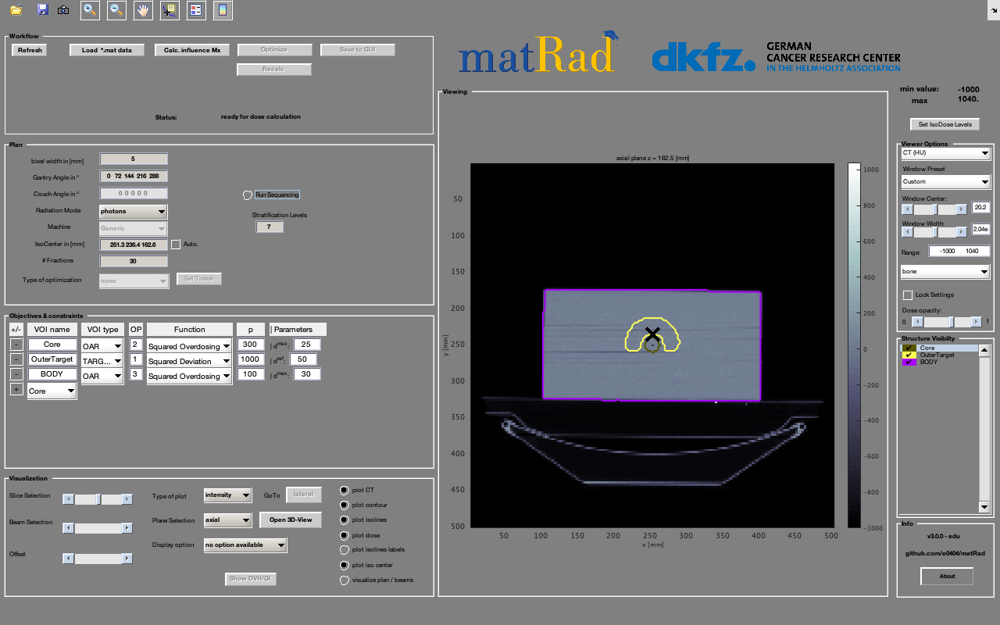 matRad
dkfz.
GERMAN
CANCER RESEARCH CENTER
IN THE HELMHOLTZ ASSOCIATION
Workflow
Refresh
Load *.mat data
Calc. influence Mx
Optimize
Save to GUI
Recalc
Status:
ready for dose calculation
Plan
bixel width in [mm]
5
Gantry Angle in °
0 72 144 216 288
Couch Angle in °
0 0 0 0 0
Radiation Mode
photons
Machine
Generic
IsoCenter in [mm]
251.3 236.4 162.6
Auto.
# Fractions
30
Type of optimization
none
Set Tissue
Run Sequencing
Stratification Levels
7
Objectives & constraints
+/- VOI name VOI type OP Function p | Parameters
- Core OAR 2 Squared Overdosing 300 | dmax: 25
- OuterTarget TARG... 1 Squared Deviation 1000 | dref: 50
- BODY OAR 3 Squared Overdosing 100 | dmax: 30
+ Core
Visualization
Slice Selection
Beam Selection
Offset
Type of plot
intensity
GoTo
lateral
Plane Selection
axial
Open 3D-View
Display option
no option available
Show DVH/QI
plot CT
plot contour
plot isolines
plot dose
plot isolines labels
plot iso center
visualize plan / beams
Viewing
axial plane z = 162.5 [mm]
y [mm]
50
100
150
200
250
300
350
400
450
500
50 100 150 200 250 300 350 400 450 500
x [mm]
1000
800
600
400
200
0
-200
-400
-600
-800
-1000
min value: -1000
max 1040.
Set IsoDose Levels
Viewer Options
CT (HU)
Window Preset
Custom
Window Center:
20.2
Window Width:
2.04e
Range: -1000 1040
bone
Lock Settings
Dose opacity:
0 1
Structure Visibilty
Core
OuterTarget
BODY
Info
v3.0.0 - edu
github.com/e0404/matRad
About